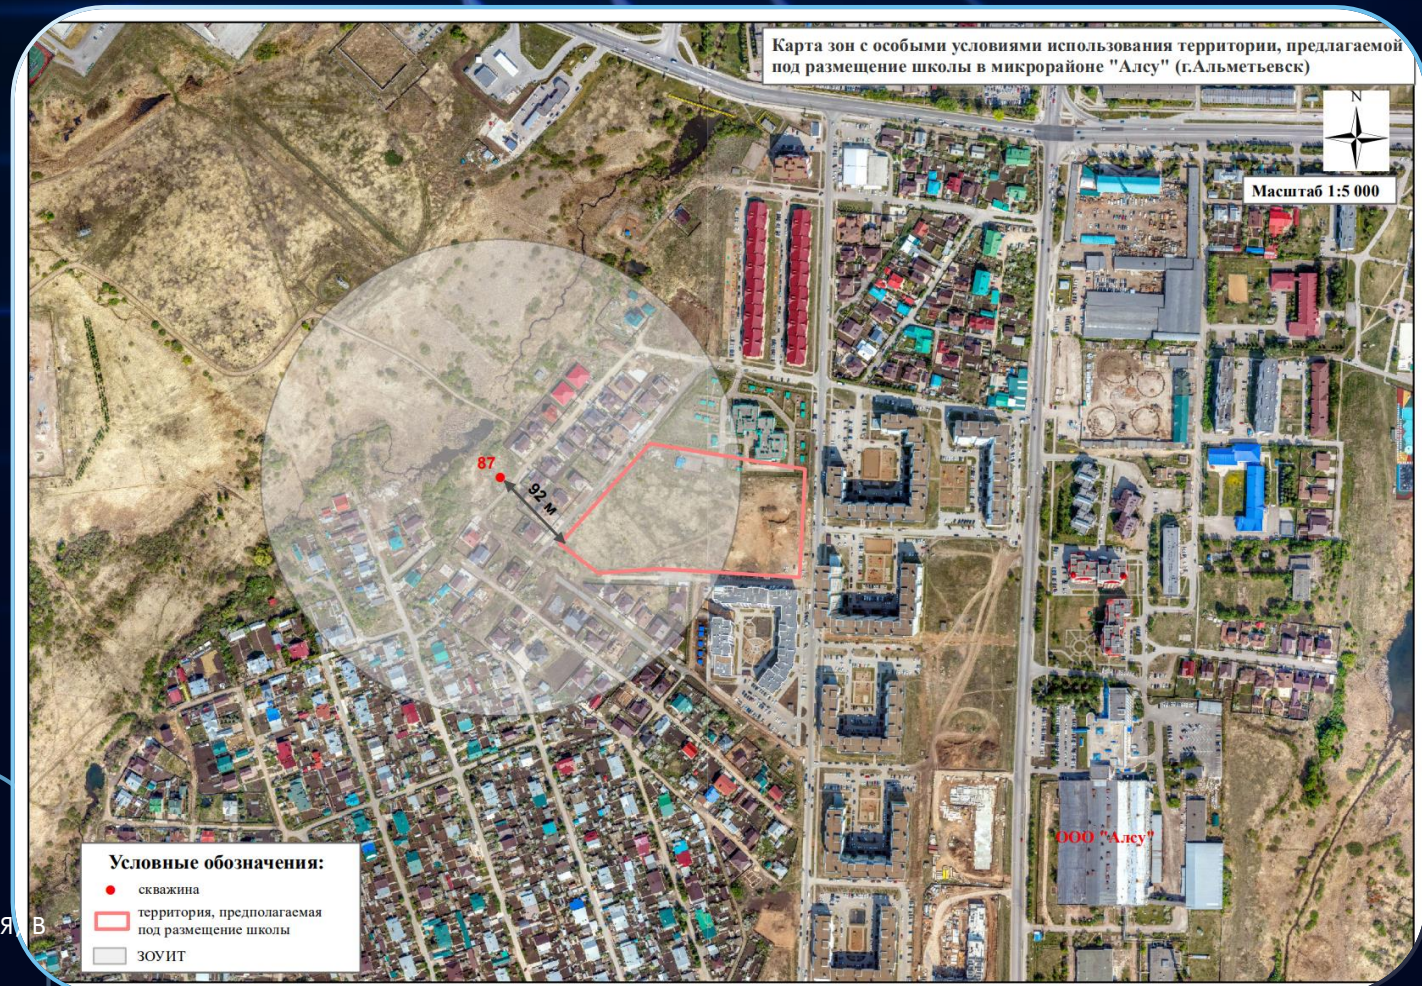 Карта зон с особыми условиями использования территории, предлагаемой
под размещение школы в микрорайоне "Алсу" (г.Альметьевск)
N
Масштаб 1:5 000
87
92 м
ООО "Алсу"
Условные обозначения:
скважина
территория, предполагаемая
под размещение школы
ЗОУИТ
Я В